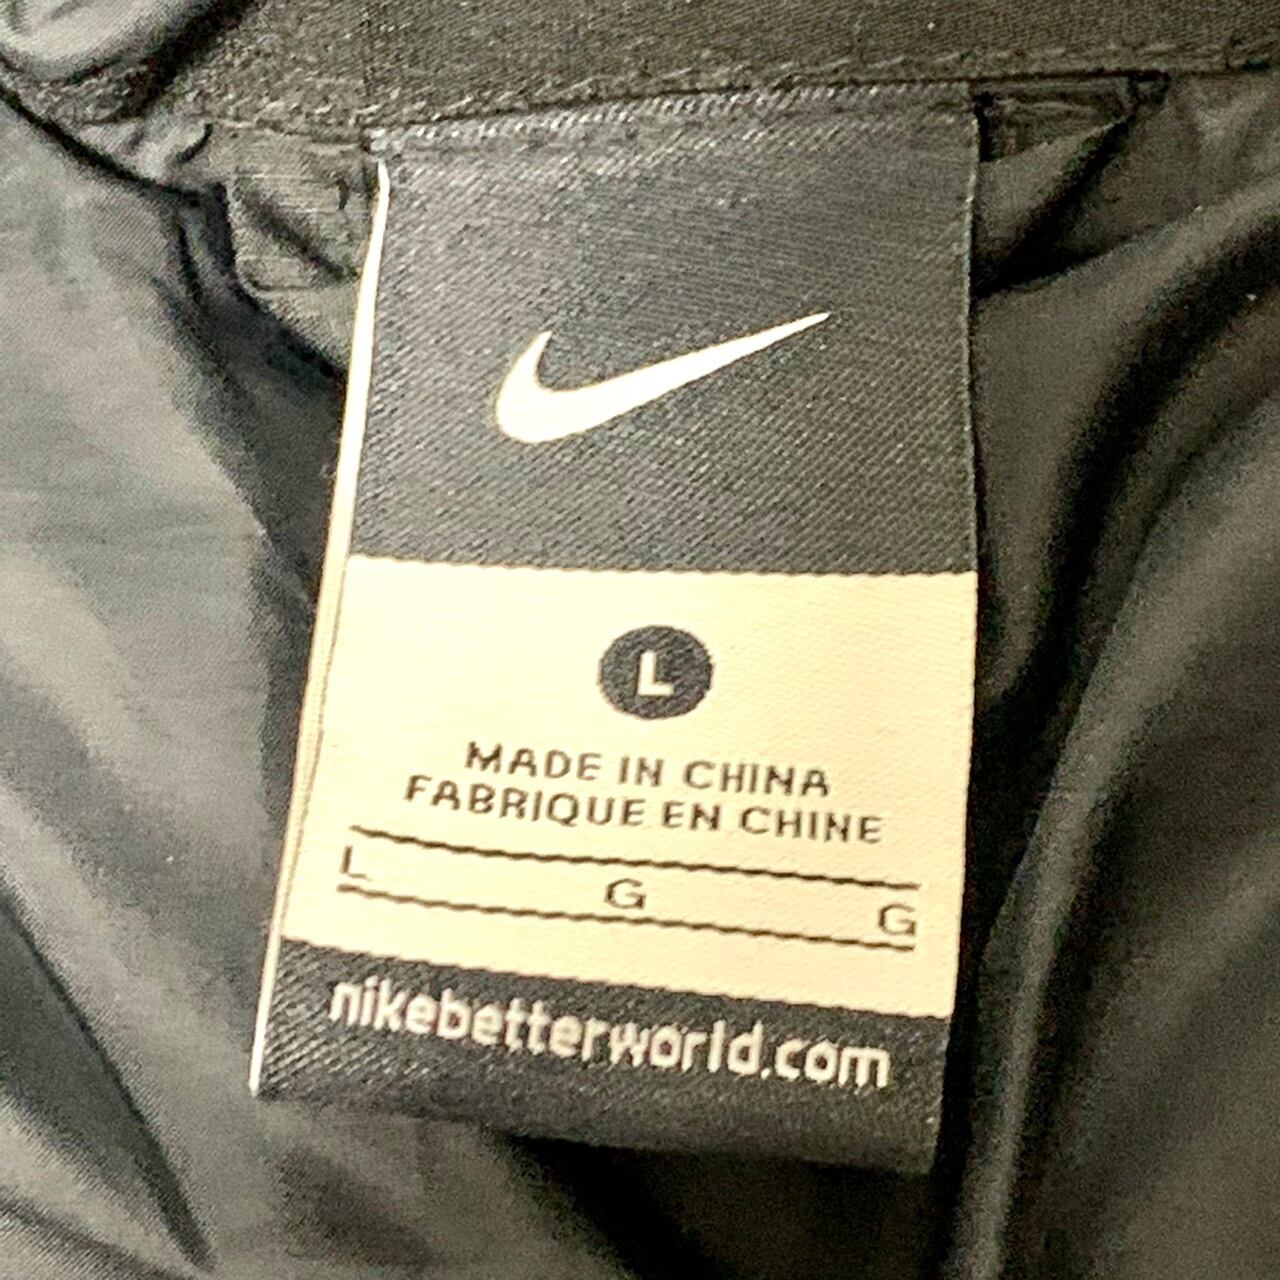 L
MADE IN CHINA
FABRIQUE EN CHINE
L G G
nikebetterworld.com